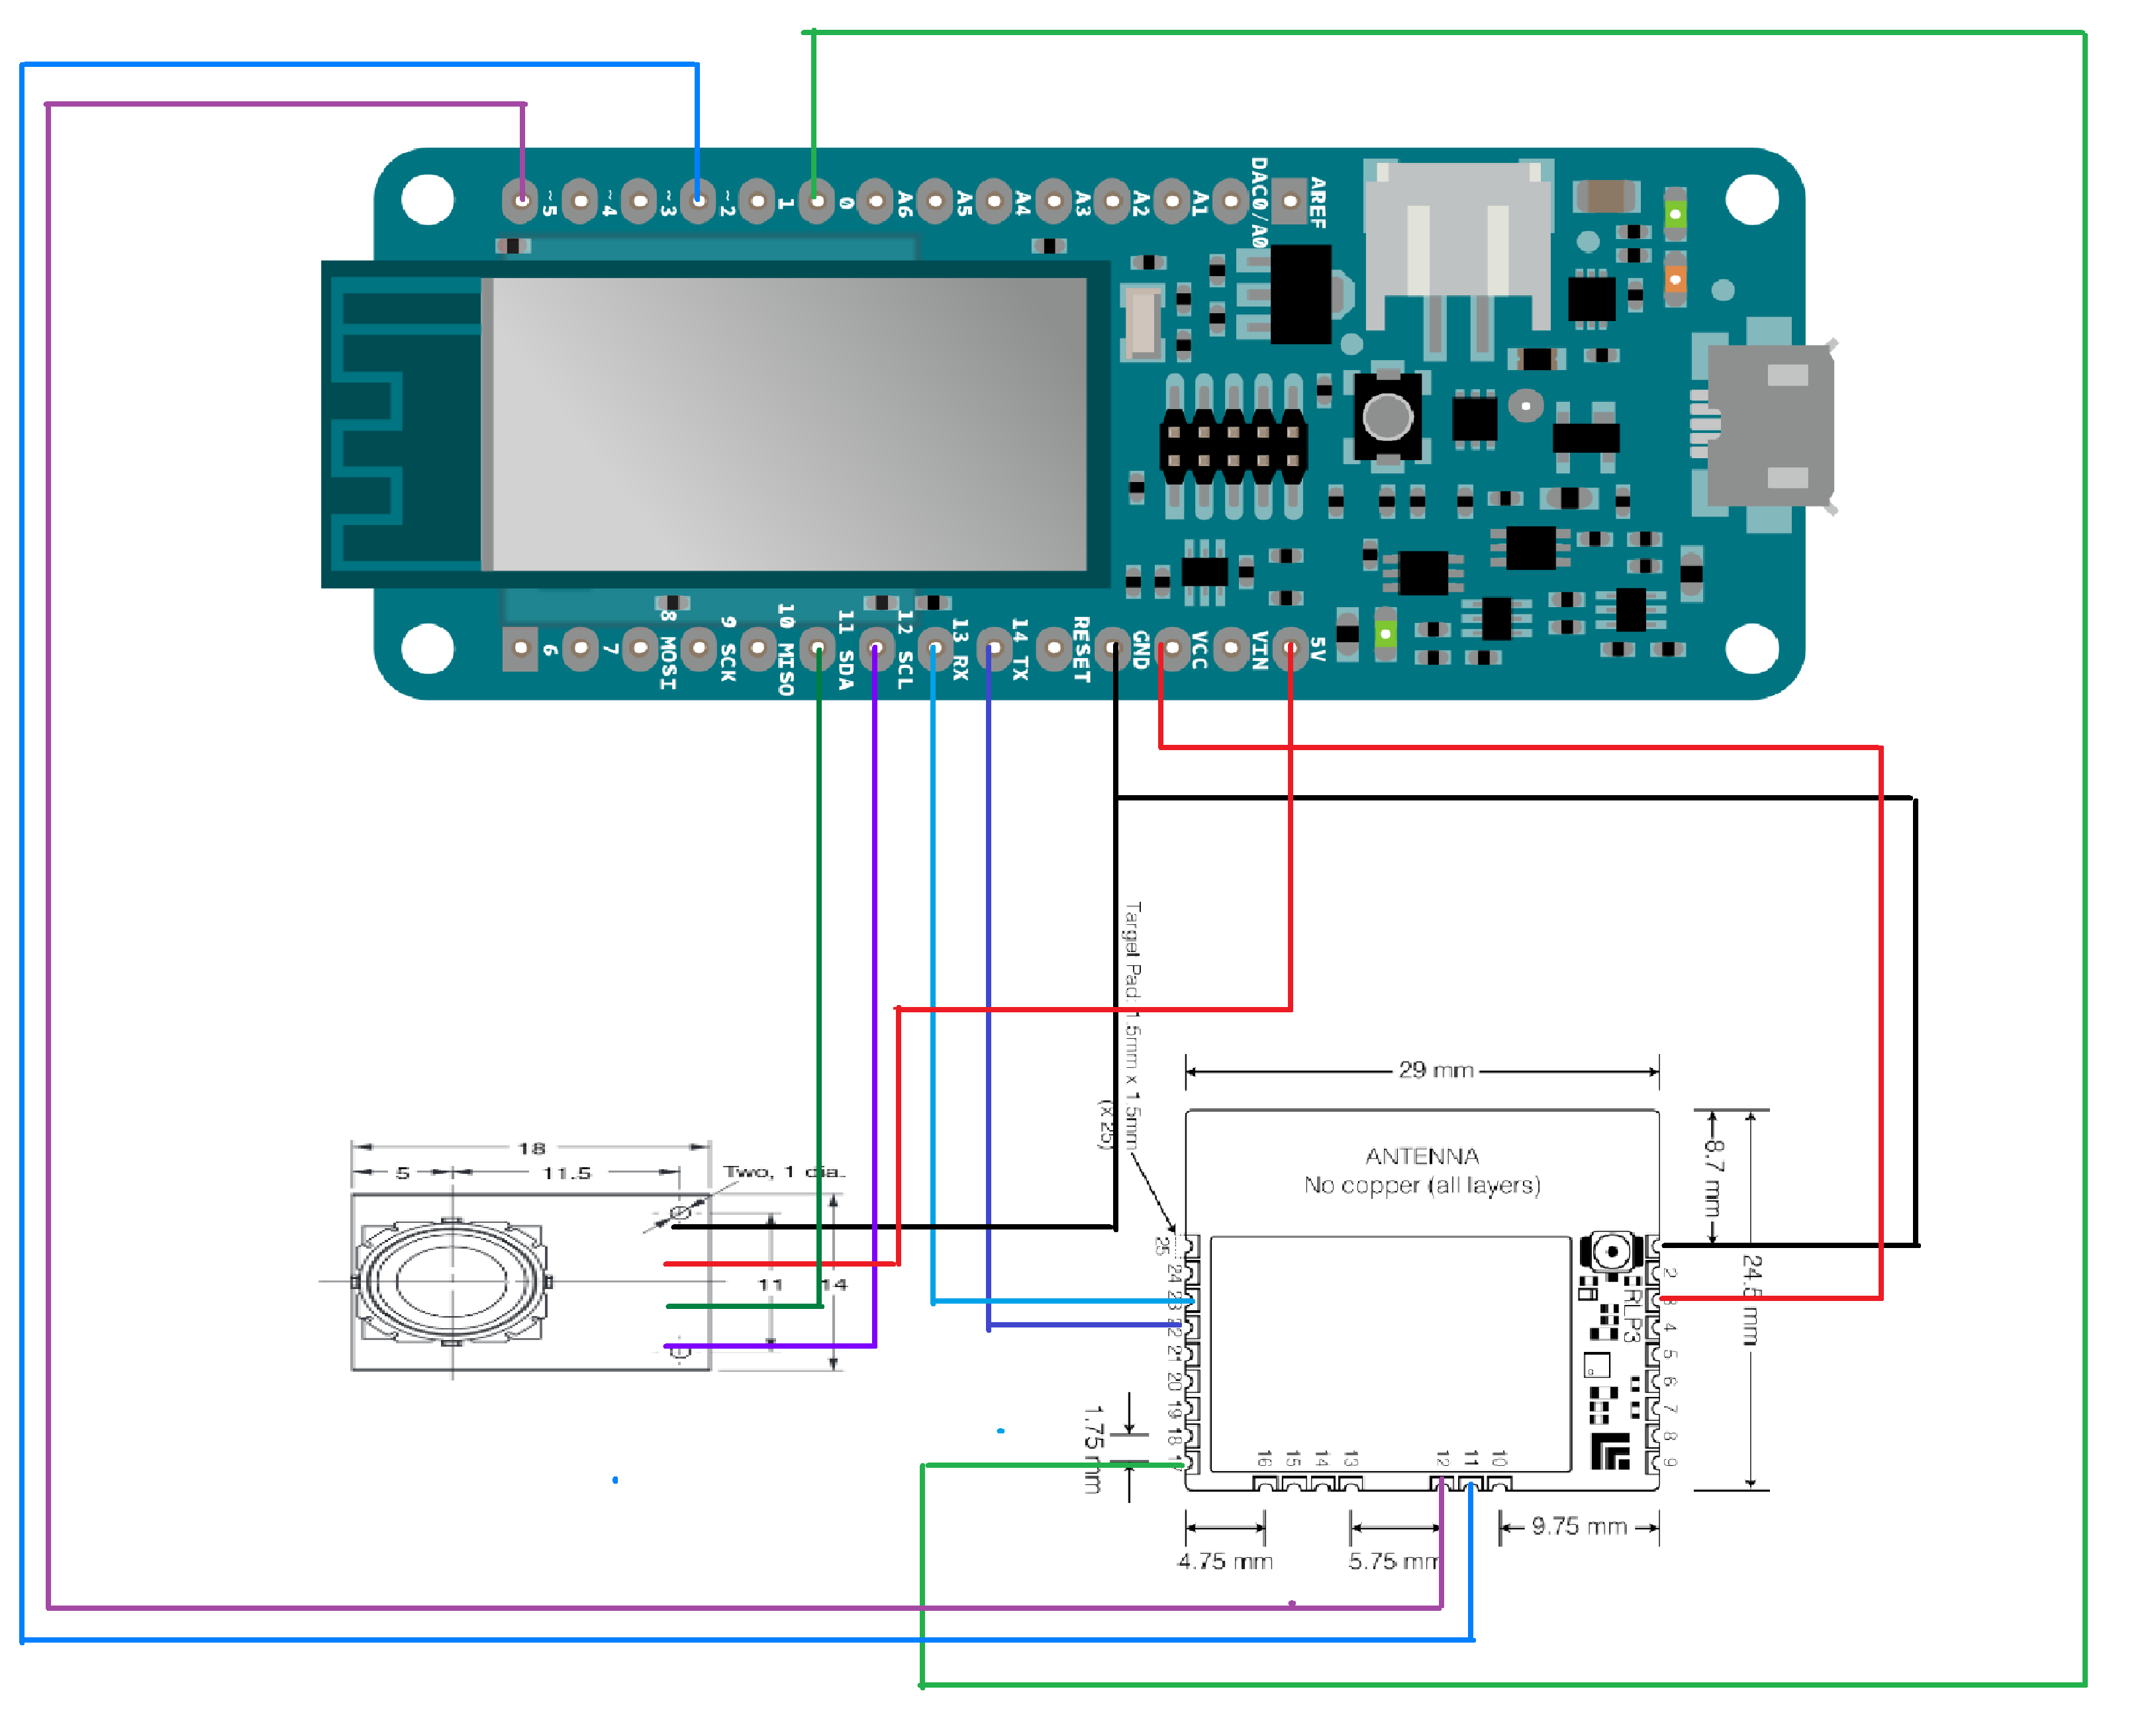 ~5
~4
~3
~2
1
0
A6
A5
A4
A3
A2
A1
DAC0/A0
AREF
6
7
8 MOSI
9 SCK
10 MISO
11 SDA
12 SCL
13 RX
14 TX
RESET
GND
VCC
VIN
5V
Target Pad: 1.5mm x 1.5mm
(x 25)
29 mm
ANTENNA
No copper (all layers)
8.7 mm
24.5 mm
18
5
11.5
Two, 1 dia.
11
14
25
24
23
22
21
20
19
18
17
2
3
4
5
6
7
8
9
RLP3
16
15
14
13
12
11
10
1.75 mm
4.75 mm
5.75 mm
9.75 mm